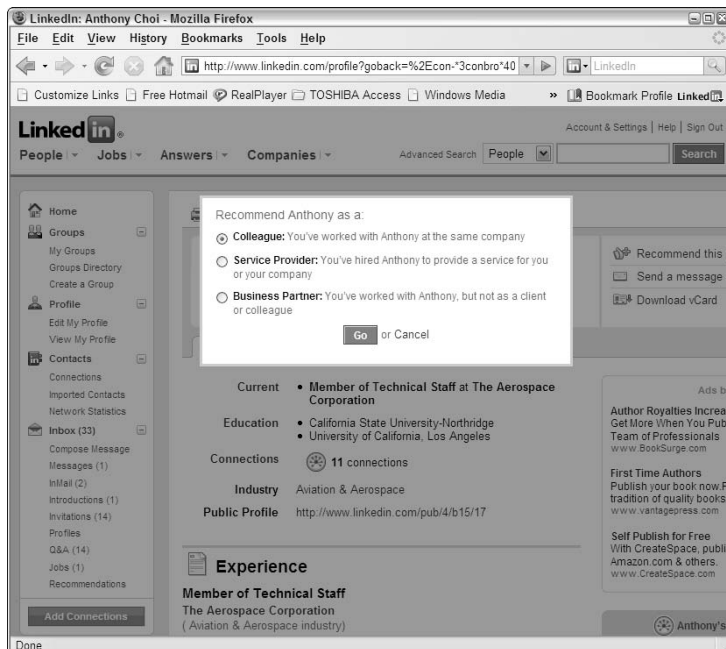 LinkedIn: Anthony Choi - Mozilla Firefox
File Edit View History Bookmarks Tools Help
http://www.linkedin.com/profile?goback=%2Econ-*3conbro*40
LinkedIn
Customize Links Free Hotmail RealPlayer TOSHIBA Access Windows Media » Bookmark Profile LinkedIn
Linked in ®
Account & Settings | Help | Sign Out
People Jobs Answers Companies Advanced Search People Search
Recommend Anthony as a:
Colleague: You've worked with Anthony at the same company
Service Provider: You've hired Anthony to provide a service for you
or your company
Business Partner: You've worked with Anthony, but not as a client
or colleague
Go or Cancel
Home
Groups
My Groups
Groups Directory
Create a Group
Profile
Edit My Profile
View My Profile
Contacts
Connections
Imported Contacts
Network Statistics
Inbox (33)
Compose Message
Messages (1)
InMail (2)
Introductions (1)
Invitations (14)
Profiles
Q&A (14)
Jobs (1)
Recommendations
Add Connections
Recommend this
Send a message
Download vCard
Current • Member of Technical Staff at The Aerospace
Corporation
Education • California State University-Northridge
• University of California, Los Angeles
Connections 11 connections
Industry Aviation & Aerospace
Public Profile http://www.linkedin.com/pub/4/b15/17
Experience
Member of Technical Staff
The Aerospace Corporation
( Aviation & Aerospace industry)
Ads b
Author Royalties Increa
Get More When You Pub
Team of Professionals
www.BookSurge.com
First Time Authors
Publish your book now.F
tradition of quality books
www.vantagepress.com
Self Publish for Free
With CreateSpace, publi
Amazon.com & others.
www.CreateSpace.com
Anthony's
Done